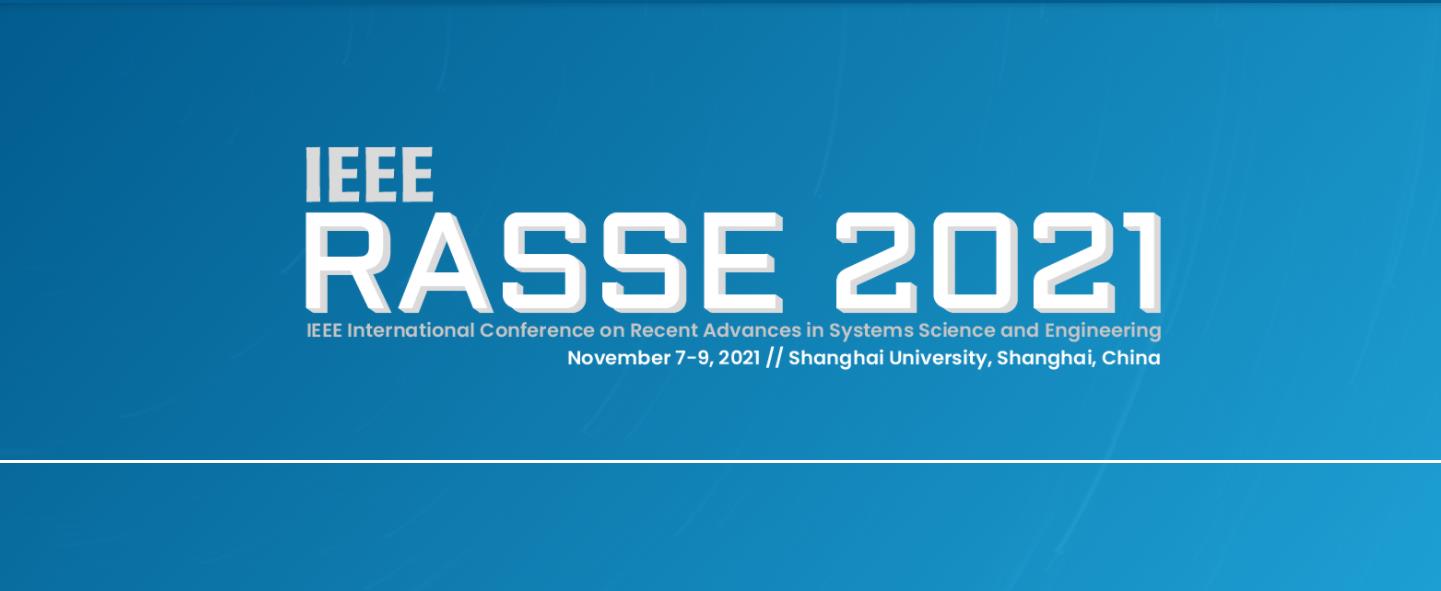 IEEE
RASSE 2021
IEEE International Conference on Recent Advances in Systems Science and Engineering
November 7-9, 2021 // Shanghai University, Shanghai, China